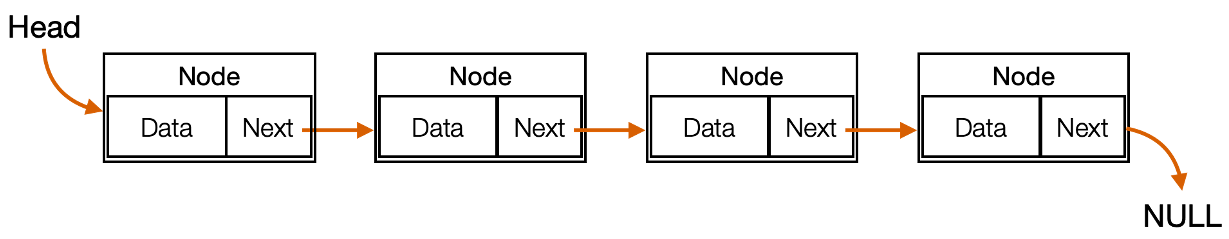 Head
Node Node Node Node
Data Next Data Next Data Next Data Next
NULL